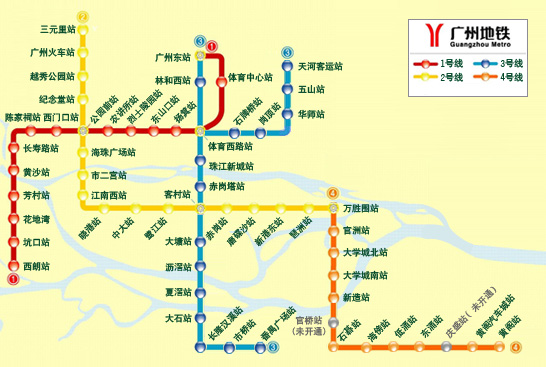 广州地铁
Guangzhou Metro
1号线
3号线
2号线
4号线
2
三元里站
广州火车站
越秀公园站
纪念堂站
公园前站
农讲所站
烈士陵园站
东山口站
杨箕站
3
1
广州东站
林和西站
体育中心站
3
天河客运站
五山站
华师站
岗顶站
石牌桥站
陈家祠站
西门口站
长寿路站
黄沙站
芳村站
花地湾
坑口站
西朗站
1
海珠广场站
市二宫站
江南西站
晓港站
中大站
鹭江站
客村站
体育西路站
珠江新城站
赤岗塔站
赤岗站
磨碟沙站
新港东站
琶洲站
4
万胜围站
官洲站
大学城北站
大学城南站
新造站
官桥站
(未开通)
大塘站
沥滘站
夏滘站
大石站
长隆汉溪站
市桥站
番禺广场站
3
石碁站
海傍站
低涌站
东涌站
庆盛站(未开通)
黄阁汽车城站
黄阁站
4